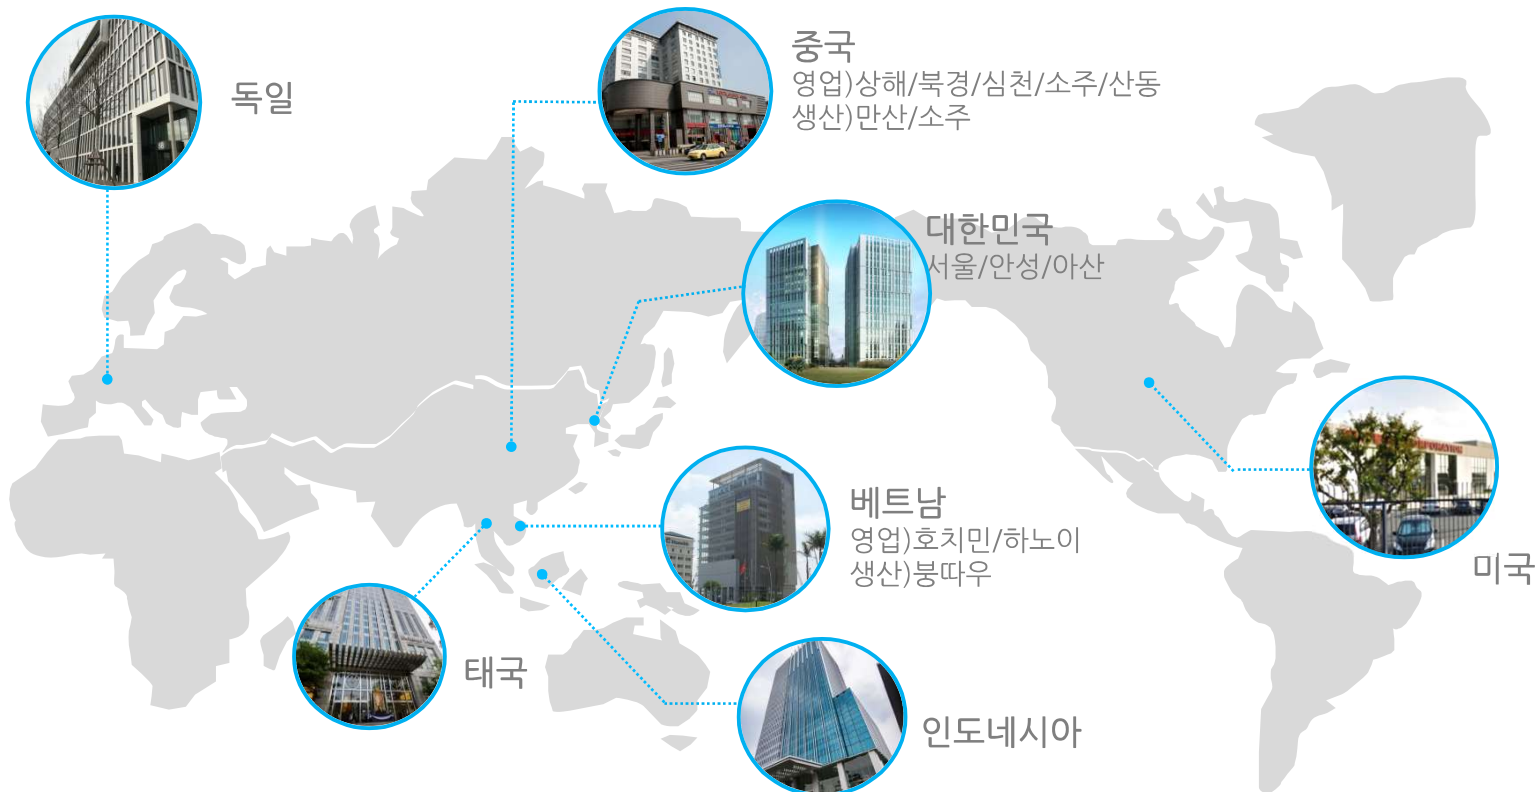 독일
중국
영업)상해/북경/심천/소주/산동
생산)만산/소주
대한민국
서울/안성/아산
베트남
영업)호치민/하노이
생산)붕따우
미국
태국
인도네시아